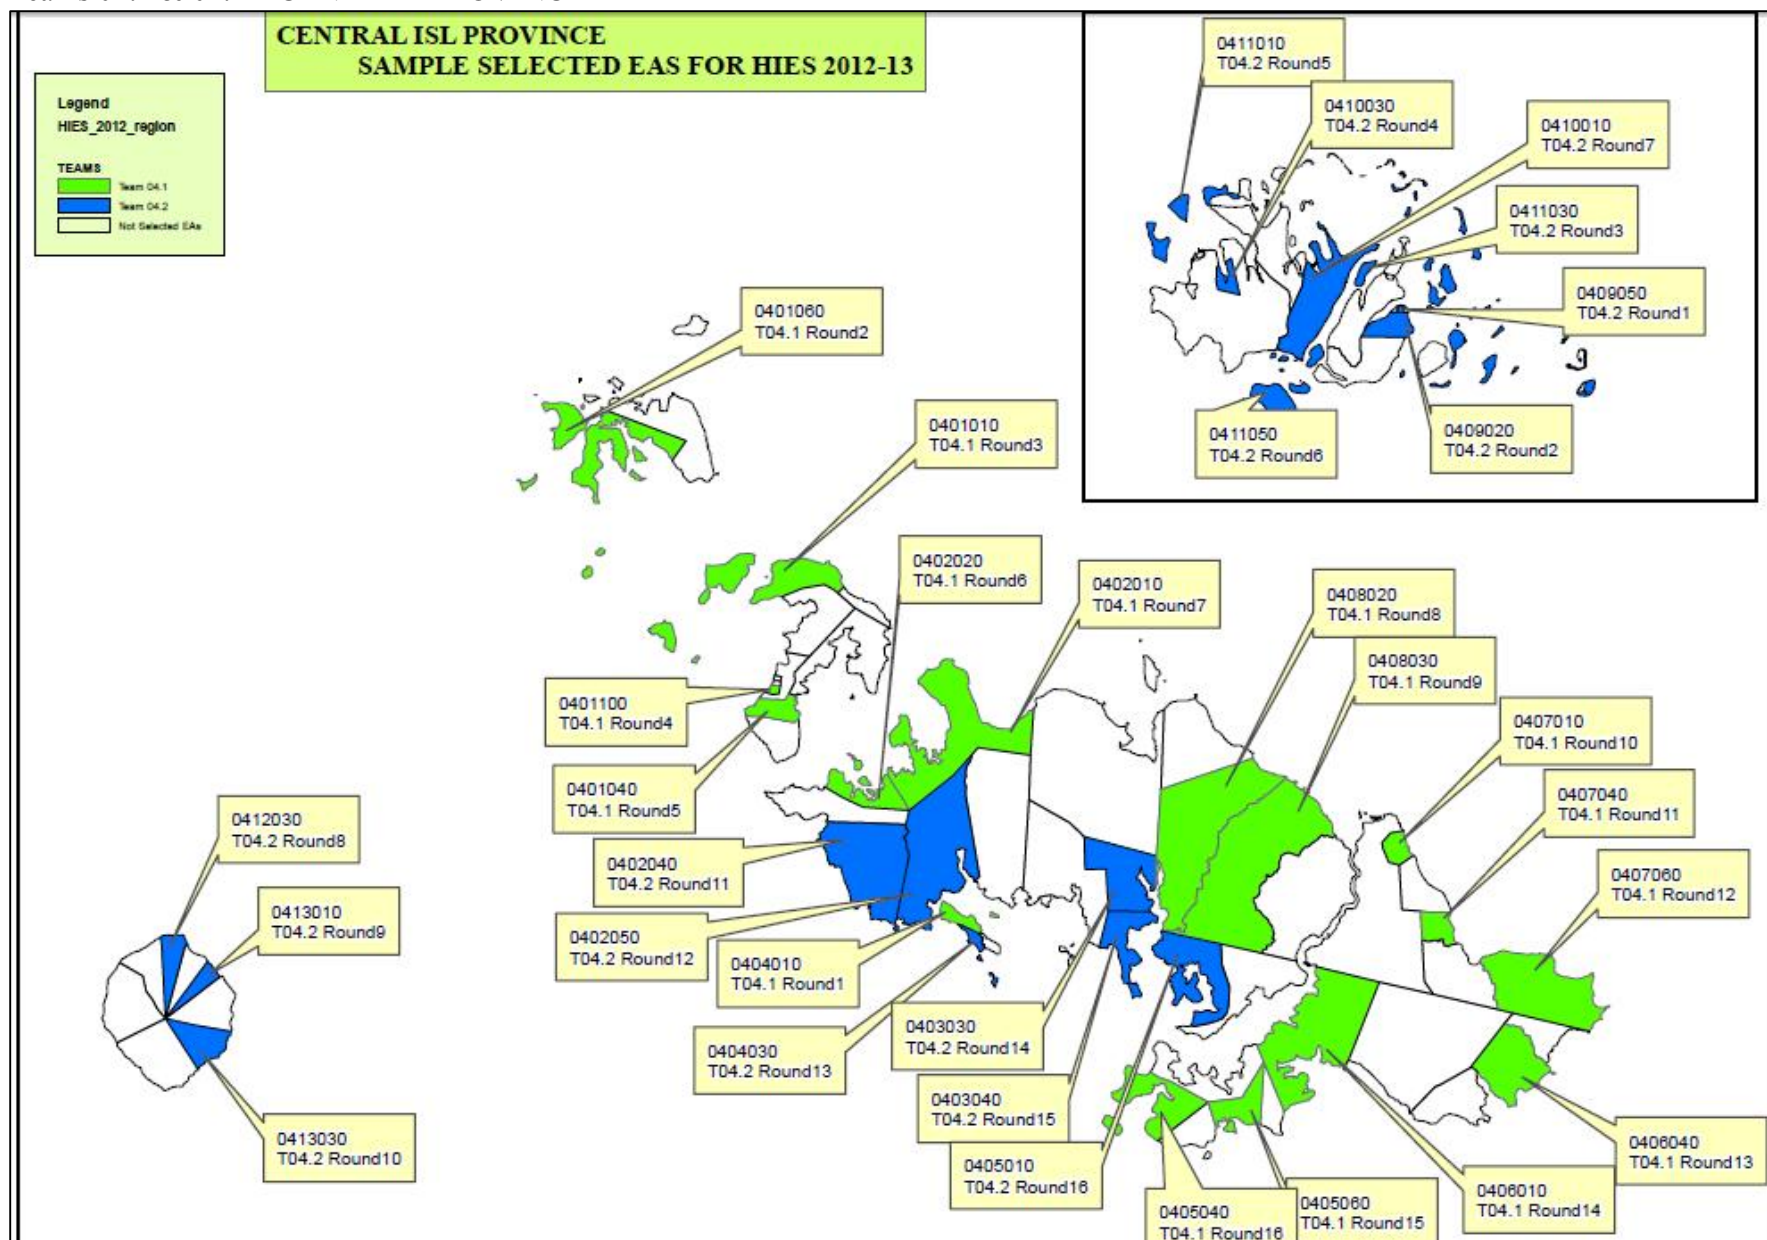 CENTRAL ISL PROVINCE
SAMPLE SELECTED EAS FOR HIES 2012-13
Legend
HIES_2012_region
TEAMS
Team 04.1
Team 04.2
Not Selected EAs
0411010
T04.2 Round5
0410030
T04.2 Round4
0410010
T04.2 Round7
0411030
T04.2 Round3
0409050
T04.2 Round1
0409020
T04.2 Round2
0411050
T04.2 Round6
0401060
T04.1 Round2
0401010
T04.1 Round3
0402020
T04.1 Round6
0402010
T04.1 Round7
0408020
T04.1 Round8
0408030
T04.1 Round9
0401100
T04.1 Round4
0407010
T04.1 Round10
0401040
T04.1 Round5
0407040
T04.1 Round11
0412030
T04.2 Round8
0402040
T04.2 Round11
0407060
T04.1 Round12
0413010
T04.2 Round9
0402050
T04.2 Round12
0404010
T04.1 Round1
0403030
T04.2 Round14
0404030
T04.2 Round13
0403040
T04.2 Round15
0413030
T04.2 Round10
0406040
T04.1 Round13
0405010
T04.2 Round16
0406010
T04.1 Round14
0405060
T04.1 Round15
0405040
T04.1 Round16